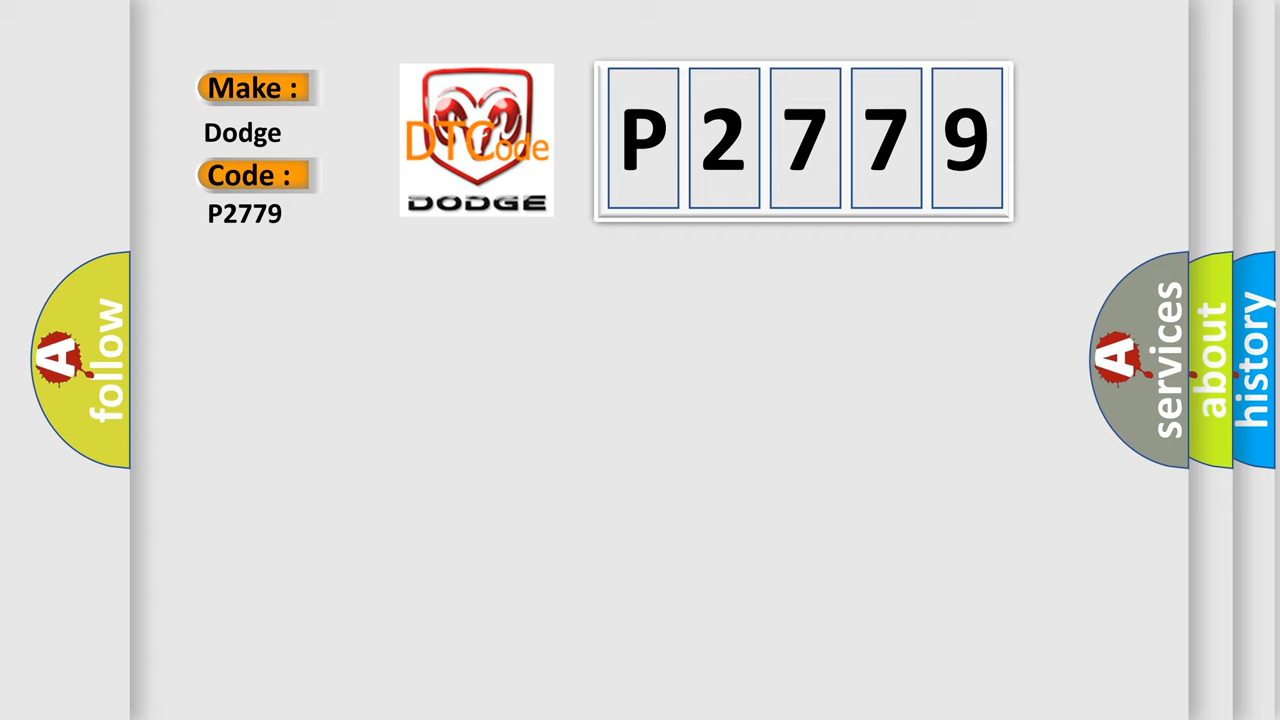 Make :
Dodge
Code :
P2779
DTCode
DODGE
P 2 7 7 9
A follow
A services
about
history